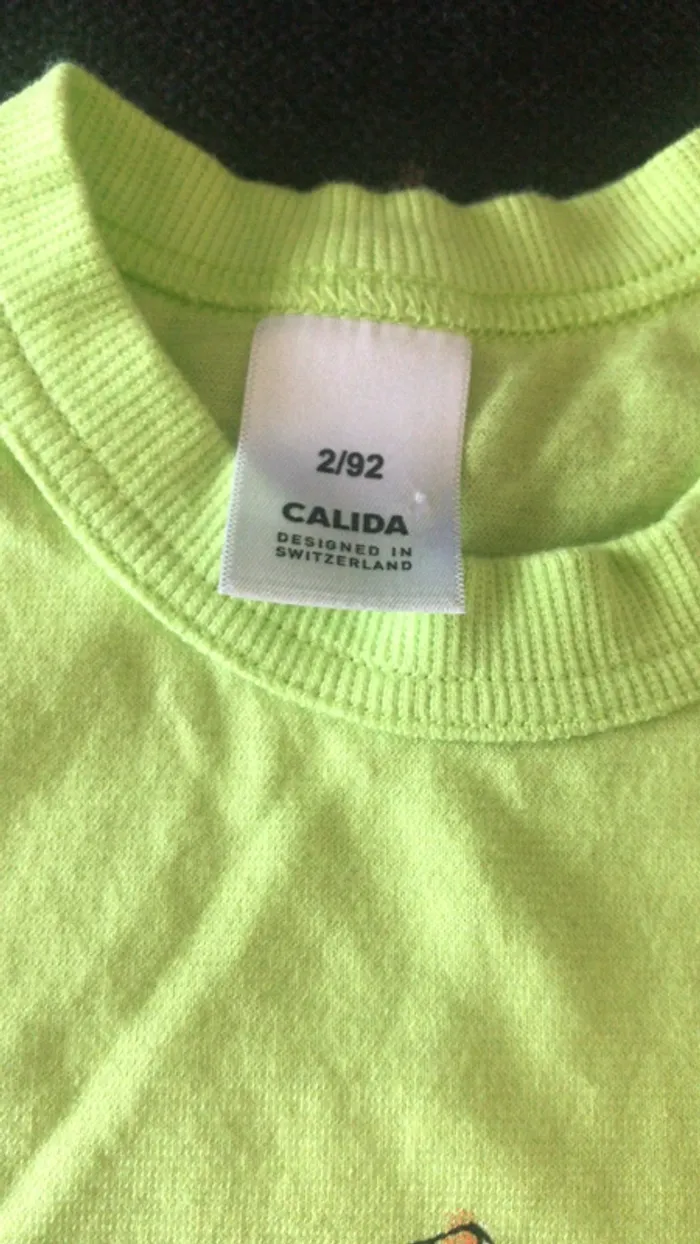 2/92
CALIDA
DESIGNED IN
SWITZERLAND